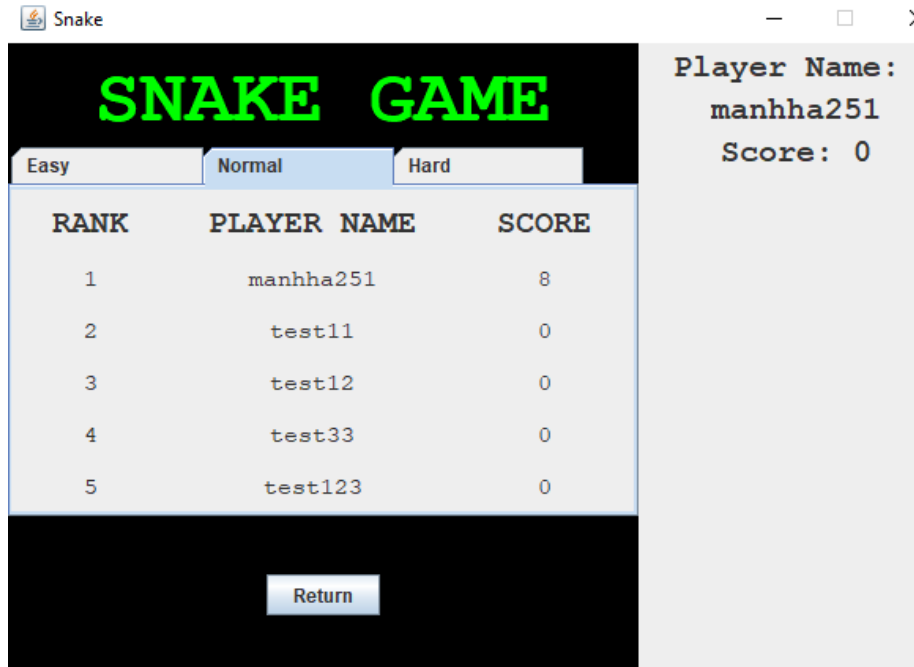 Snake
SNAKE GAME
Easy Normal Hard
RANK PLAYER NAME SCORE
1 manhha251 8
2 test11 0
3 test12 0
4 test33 0
5 test123 0
Return
Player Name:
manhha251
Score: 0